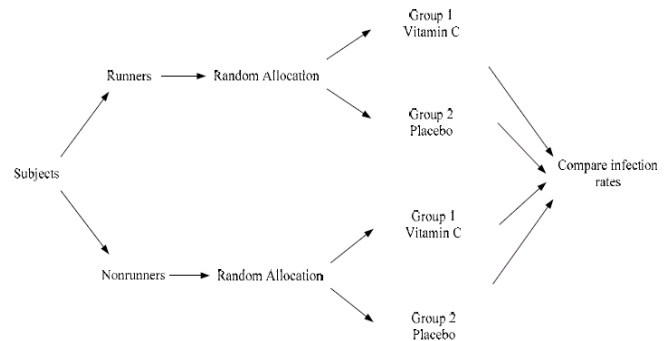 Group 1
Vitamin C
Runners
Random Allocation
Group 2
Placebo
Subjects
Compare infection
rates
Group 1
Vitamin C
Nonrunners
Random Allocation
Group 2
Placebo